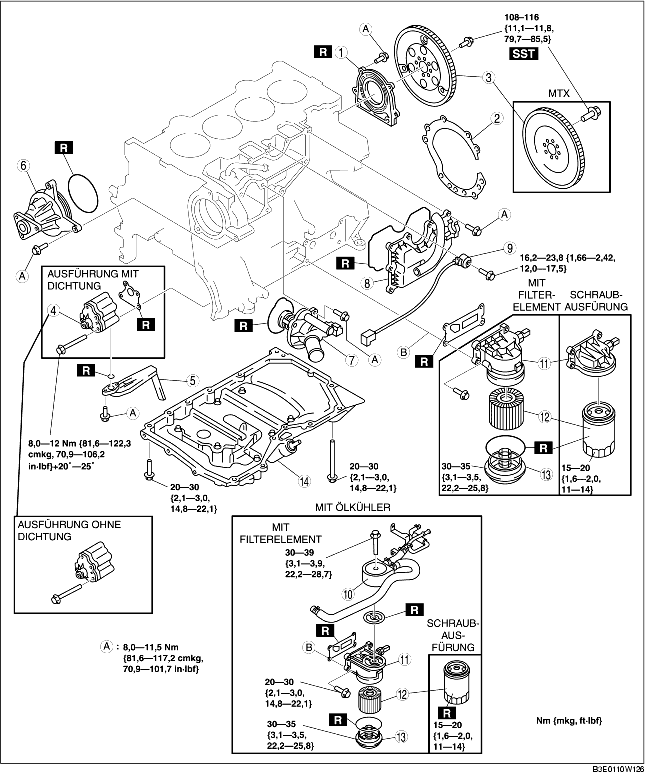 108–116
{11,1–11,8,
79,7–85,5}
SST
A
R
1
3
MTX
2
R
6
A
A
9
16,2–23,8 {1,66–2,42,
12,0–17,5}
R
8
AUSFÜHRUNG MIT
DICHTUNG
4
R
R
7
A
B
R
MIT
FILTER-
ELEMENT
SCHRAUB-
AUSFÜRUNG
11
12
R
13
30–35
{3,1–3,5,
22,2–25,8}
15–20
{1,6–2,0,
11–14}
R
5
A
8,0–12 Nm {81,6–122,3
cmkg, 70,9–106,2
in·lbf}+20˚–25˚
20–30
{2,1–3,0,
14,8–22,1}
14
20–30
{2,1–3,0,
14,8–22,1}
AUSFÜHRUNG OHNE
DICHTUNG
MIT ÖLKÜHLER
MIT
FILTERELEMENT
30–39
{3,1–3,9,
22,2–28,7}
10
R
R
B
11
SCHRAUB-
AUS-
FÜRUNG
20–30
{2,1–3,0,
14,8–22,1}
12
R
30–35
{3,1–3,5,
22,2–25,8}
R
13
15–20
{1,6–2,0,
11–14}
A : 8,0–11,5 Nm
{81,6–117,2 cmkg,
70,9–101,7 in·lbf}
Nm {mkg, ft·lbf}
B3E0110W126